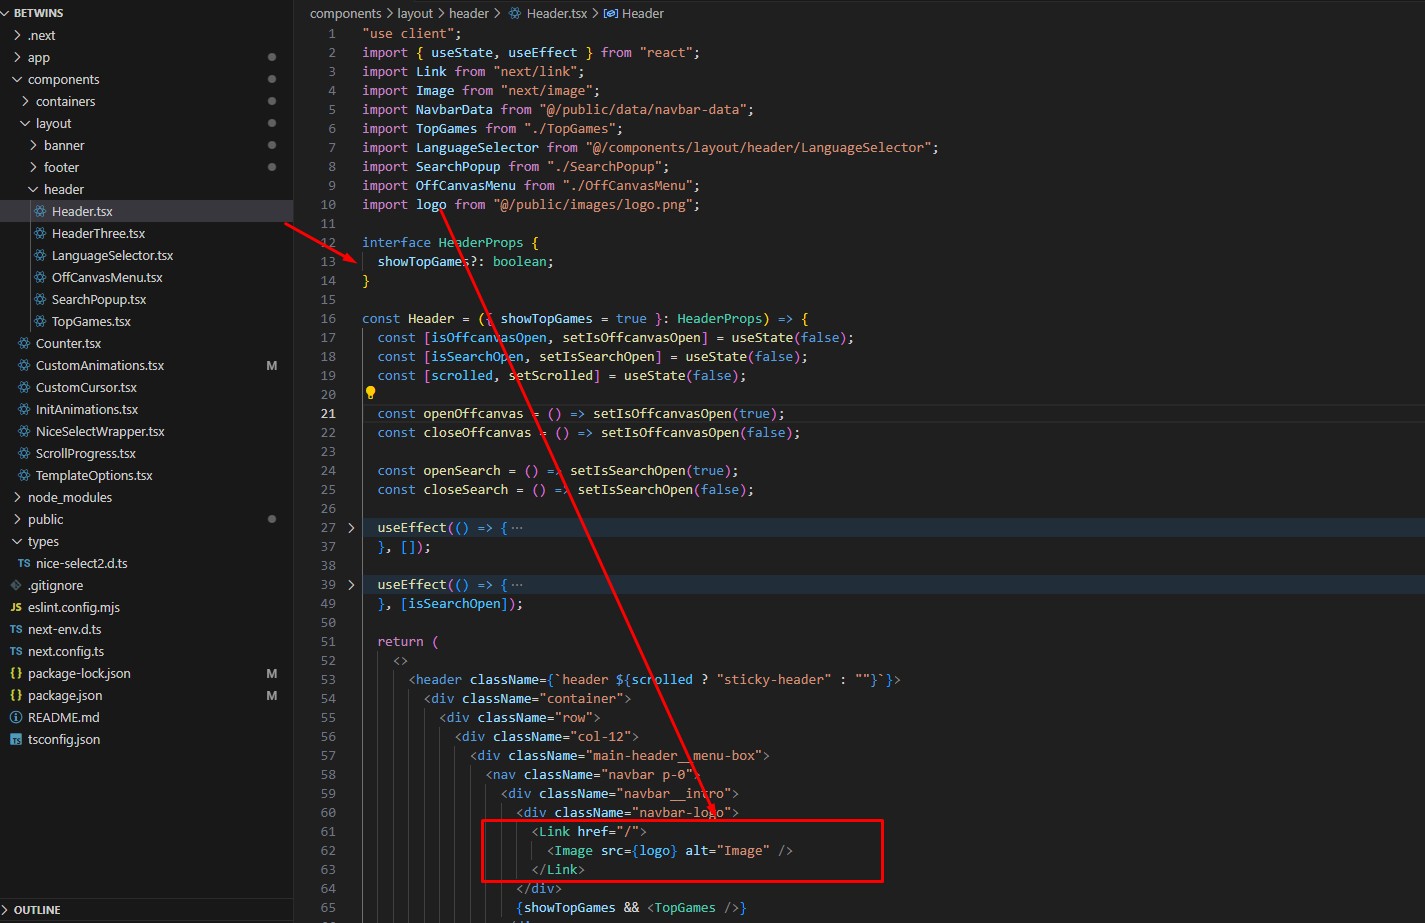 BETWINS
.next
app
components
containers
layout
banner
footer
header
Header.tsx
HeaderThree.tsx
LanguageSelector.tsx
OffCanvasMenu.tsx
SearchPopup.tsx
TopGames.tsx
Counter.tsx
CustomAnimations.tsx M
CustomCursor.tsx
InitAnimations.tsx
NiceSelectWrapper.tsx
ScrollProgress.tsx
TemplateOptions.tsx
node_modules
public
types
TS nice-select2.d.ts
.gitignore
JS eslint.config.mjs
TS next-env.d.ts
TS next.config.ts
{} package-lock.json M
{} package.json M
README.md
TS tsconfig.json
OUTLINE
components > layout > header > Header.tsx > Header
1 "use client";
2 import { useState, useEffect } from "react";
3 import Link from "next/link";
4 import Image from "next/image";
5 import NavbarData from "@/public/data/navbar-data";
6 import TopGames from "./TopGames";
7 import LanguageSelector from "@/components/layout/header/LanguageSelector";
8 import SearchPopup from "./SearchPopup";
9 import OffCanvasMenu from "./OffCanvasMenu";
10 import logo from "@/public/images/logo.png";
11
12 interface HeaderProps {
13 showTopGames?: boolean;
14 }
15
16 const Header = ({ showTopGames = true }: HeaderProps) => {
17 const [isOffcanvasOpen, setIsOffcanvasOpen] = useState(false);
18 const [isSearchOpen, setIsSearchOpen] = useState(false);
19 const [scrolled, setScrolled] = useState(false);
20
21 const openOffcanvas = () => setIsOffcanvasOpen(true);
22 const closeOffcanvas = () => setIsOffcanvasOpen(false);
23
24 const openSearch = () => setIsSearchOpen(true);
25 const closeSearch = () => setIsSearchOpen(false);
26
27 useEffect(() => { ···
37 }, []);
38
39 useEffect(() => { ···
49 }, [isSearchOpen]);
50
51 return (
52 <>
53 <header className={`header ${scrolled ? "sticky-header" : ""}`}>
54 <div className="container">
55 <div className="row">
56 <div className="col-12">
57 <div className="main-header__menu-box">
58 <nav className="navbar p-0">
59 <div className="navbar__intro">
60 <div className="navbar-logo">
61 <Link href="/">
62 <Image src={logo} alt="Image" />
63 </Link>
64 </div>
65 {showTopGames && <TopGames />}